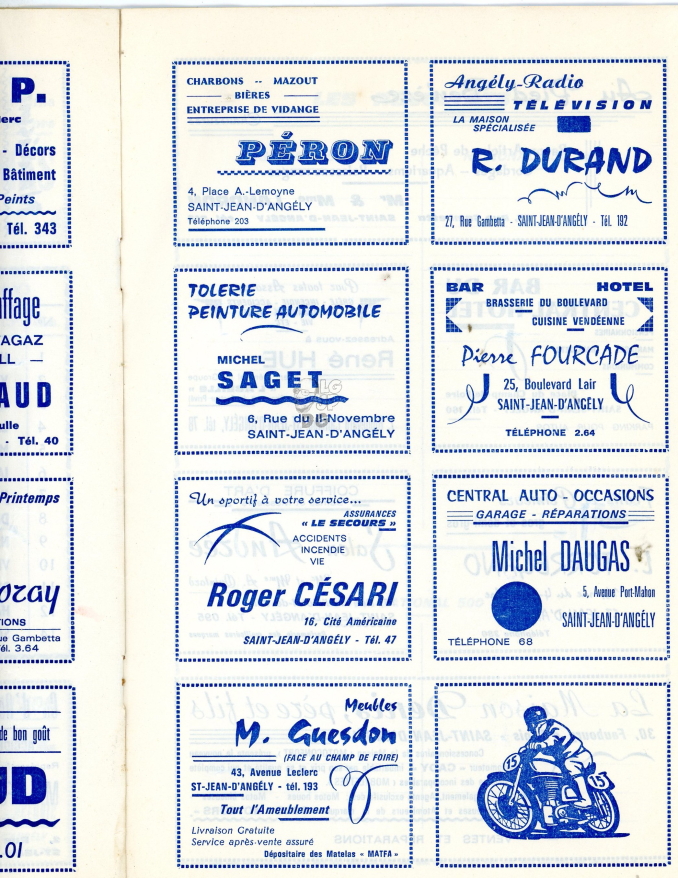 P.
- Décors
Bâtiment
Peints
Tél. 343
- Tél. 40
Printemps
ue Gambetta
Tél. 3.64
de bon goût
UD
.01
CHARBONS -- MAZOUT
BIÈRES
ENTREPRISE DE VIDANGE
PÉRON
4, Place A.-Lemoyne
SAINT-JEAN-D'ANGÉLY
Téléphone 203
Angély-Radio
TÉLÉVISION
LA MAISON
SPÉCIALISÉE
R. DURAND
27, Rue Gambetta - SAINT-JEAN-D'ANGÉLY - Tél. 192
TOLERIE
PEINTURE AUTOMOBILE
MICHEL
SAGET
6, Rue du 11-Novembre
SAINT-JEAN-D'ANGÉLY
BAR HOTEL
BRASSERIE DU BOULEVARD
CUISINE VENDÉENNE
Pierre FOURCADE
25, Boulevard Lair
SAINT-JEAN-D'ANGÉLY
TÉLÉPHONE 2.64
Un sportif à votre service...
ASSURANCES
« LE SECOURS »
ACCIDENTS
INCENDIE
VIE
Roger CÉSARI
16, Cité Américaine
SAINT-JEAN-D'ANGÉLY - Tél. 47
CENTRAL AUTO-OCCASIONS
GARAGE - RÉPARATIONS
Michel DAUGAS
5, Avenue Port-Mahon
SAINT-JEAN-D'ANGÉLY
TÉLÉPHONE 68
Meubles
M. Guesdon
(FACE AU CHAMP DE FOIRE)
43, Avenue Leclerc
ST-JEAN-D'ANGÉLY - tél. 193
Tout l'Ameublement
Livraison Gratuite
Service après-vente assuré
Dépositaire des Matelas « MATFA »
15
15